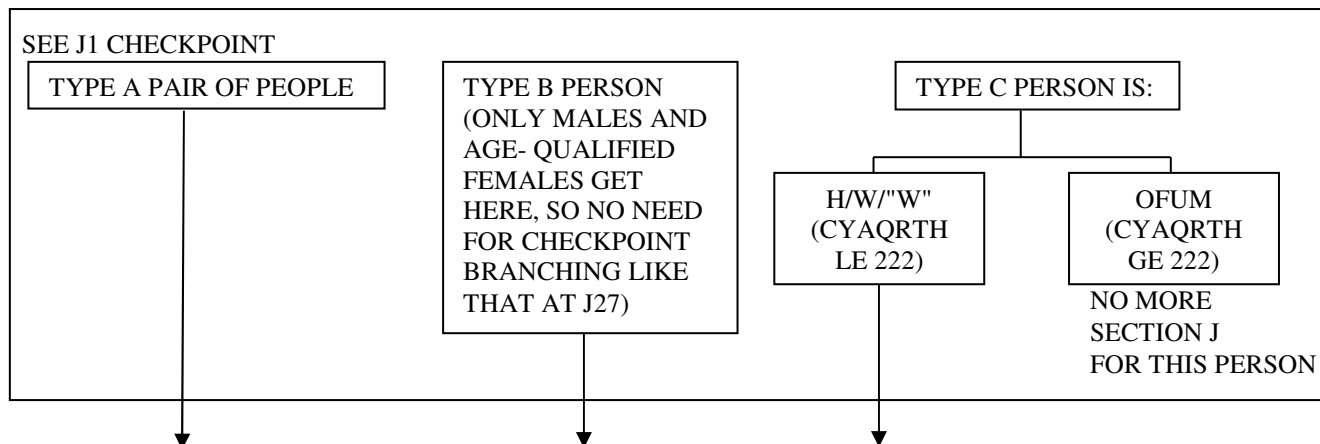 SEE J1 CHECKPOINT
TYPE A PAIR OF PEOPLE
TYPE B PERSON
(ONLY MALES AND
AGE- QUALIFIED
FEMALES GET
HERE, SO NO NEED
FOR CHECKPOINT
BRANCHING LIKE
THAT AT J27)
TYPE C PERSON IS:
H/W/"W"
(CYAQRTH
LE 222)
OFUM
(CYAQRTH
GE 222)
NO MORE
SECTION J
FOR THIS PERSON